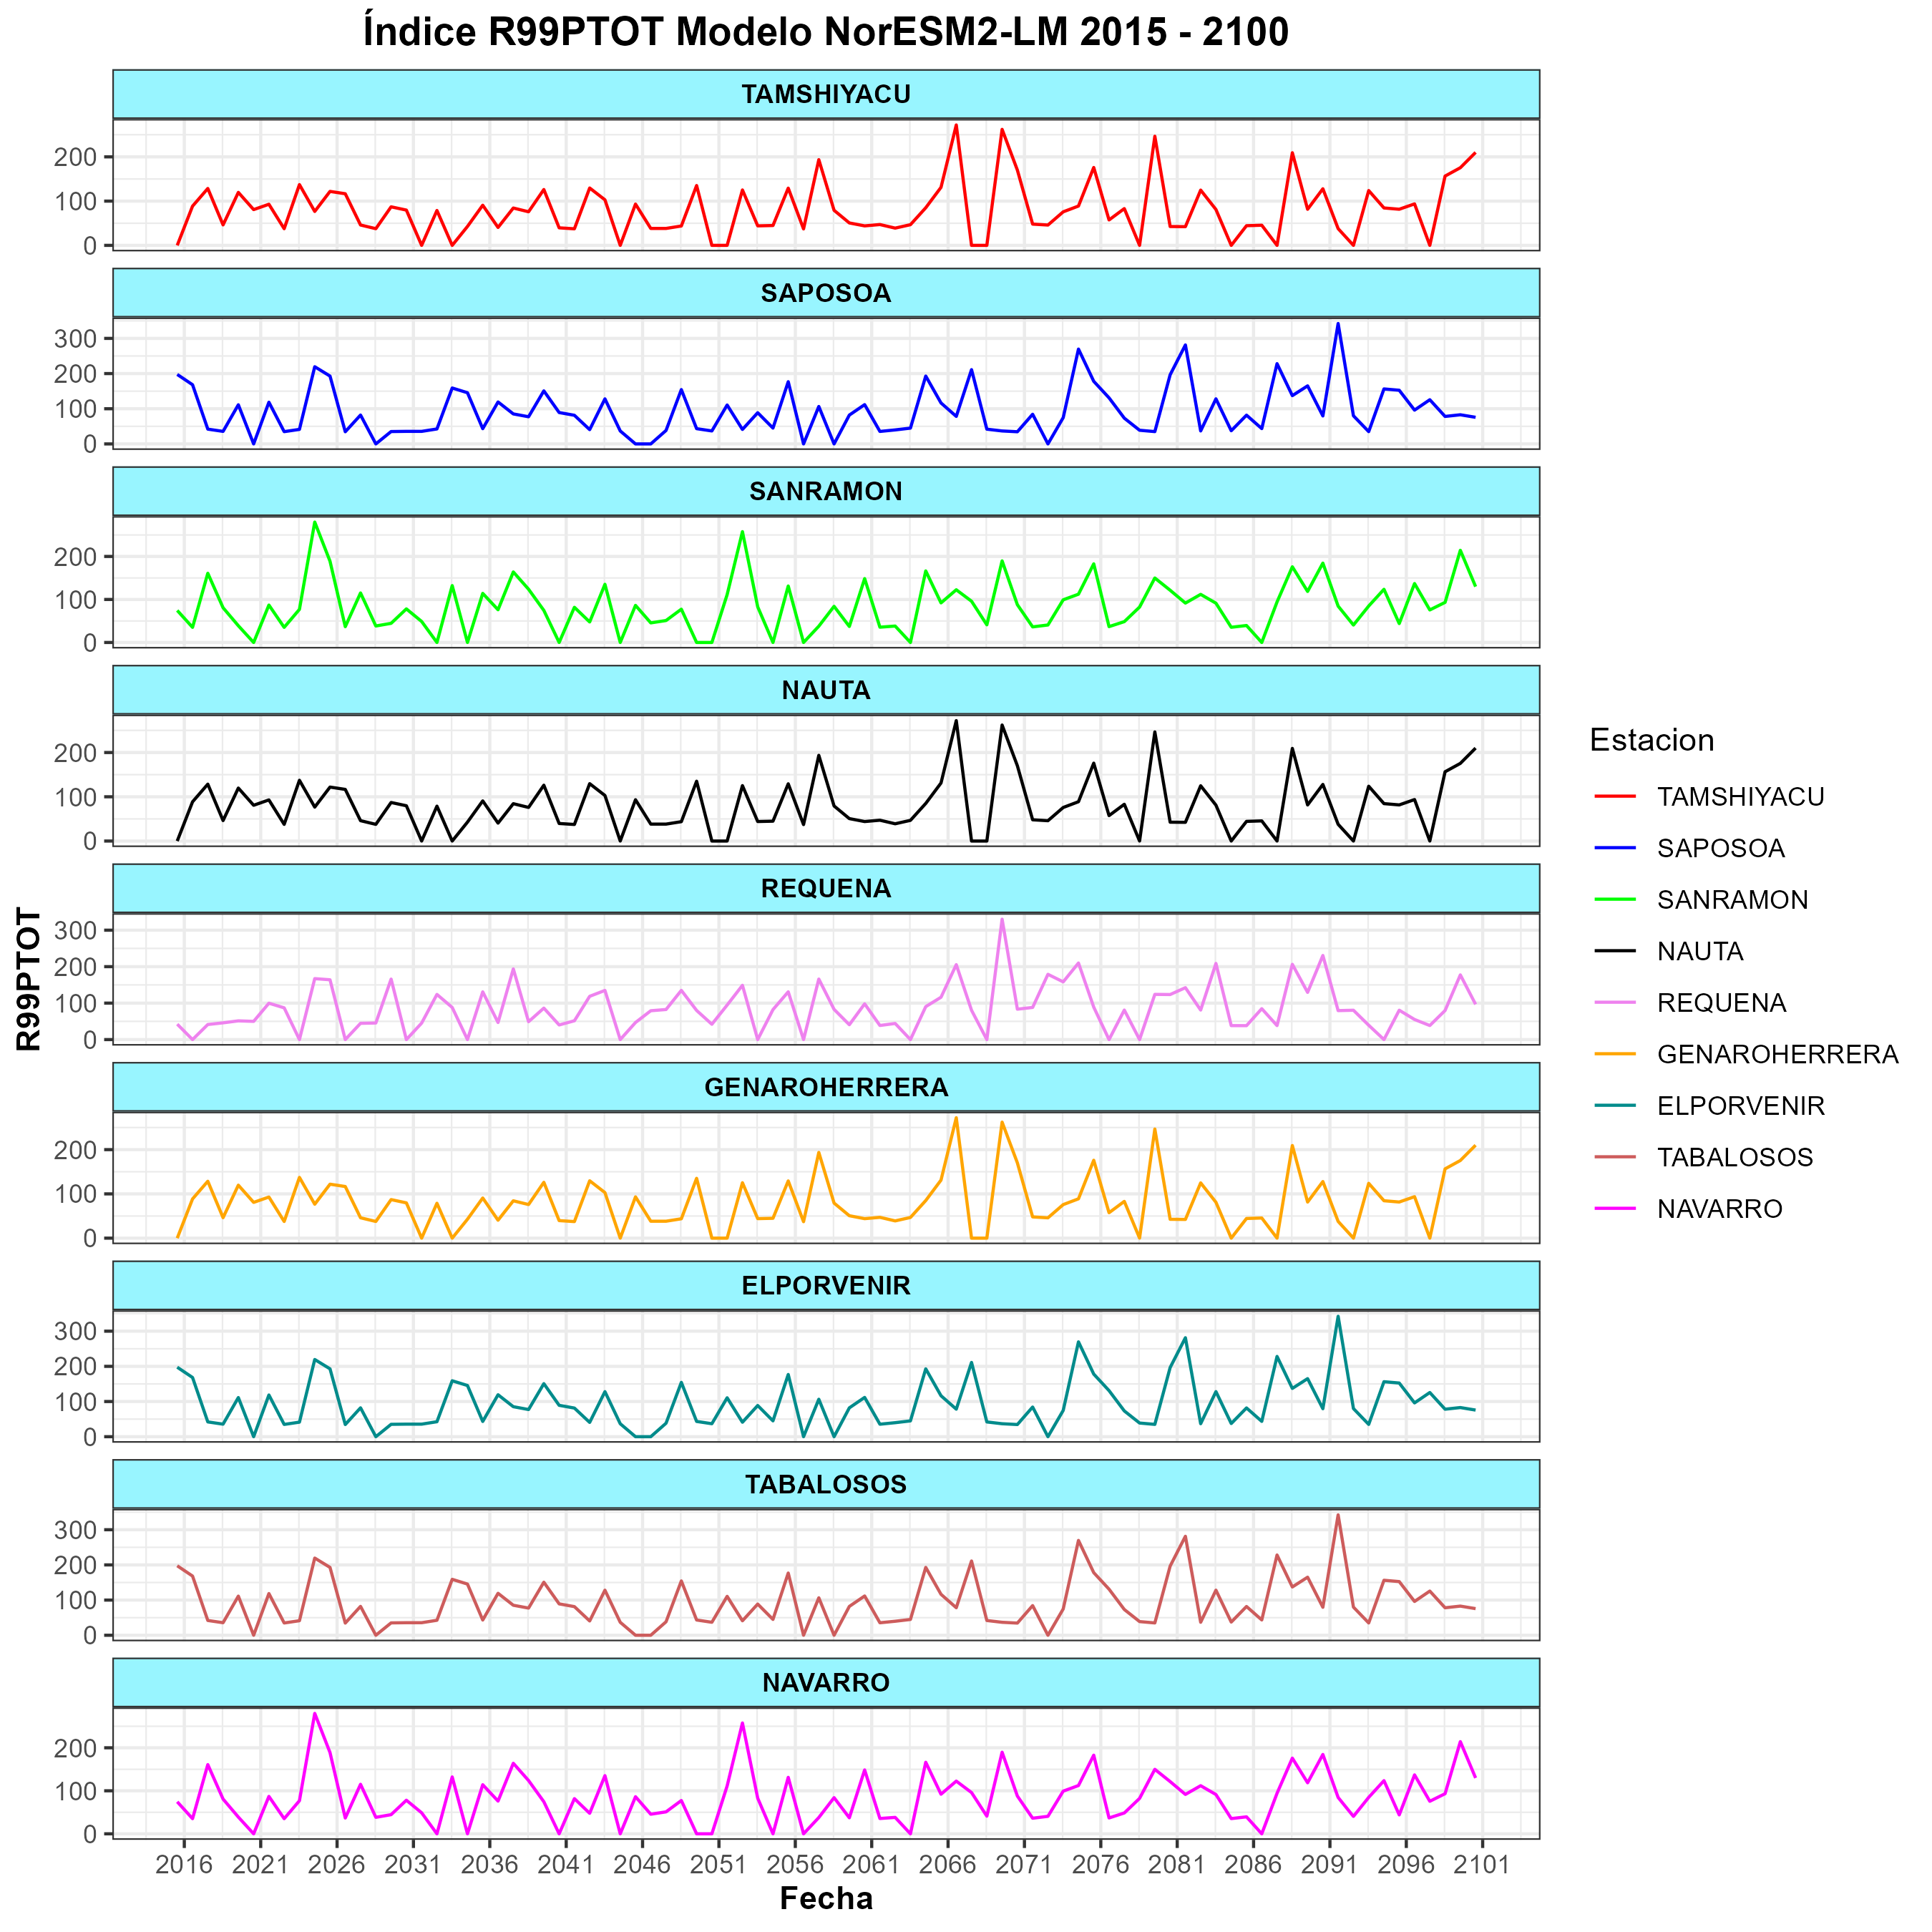 Índice R99PTOT Modelo NorESM2-LM 2015 - 2100
TAMSHIYACU
200
100
0
SAPOSOA
300
200
100
0
SANRAMON
200
100
0
NAUTA
200
100
0
REQUENA
300
200
100
0
GENAROHERRERA
200
100
0
ELPORVENIR
300
200
100
0
TABALOSOS
300
200
100
0
NAVARRO
200
100
0
2016 2021 2026 2031 2036 2041 2046 2051 2056 2061 2066 2071 2076 2081 2086 2091 2096 2101
Fecha
R99PTOT
Estacion
TAMSHIYACU
SAPOSOA
SANRAMON
NAUTA
REQUENA
GENAROHERRERA
ELPORVENIR
TABALOSOS
NAVARRO